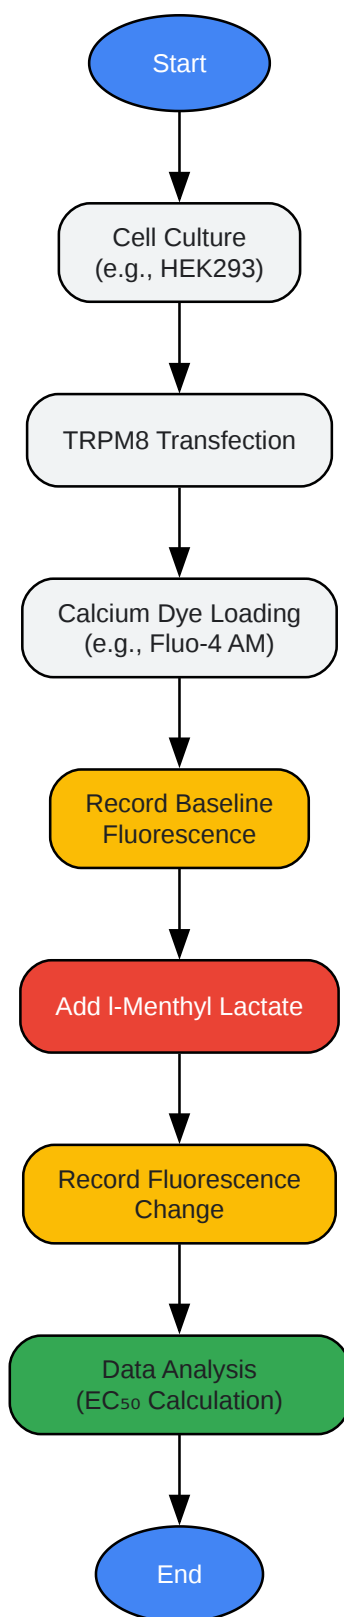 Start
Cell Culture
(e.g., HEK293)
TRPM8 Transfection
Calcium Dye Loading
(e.g., Fluo-4 AM)
Record Baseline
Fluorescence
Add l-Menthyl Lactate
Record Fluorescence
Change
Data Analysis
(EC₅₀ Calculation)
End